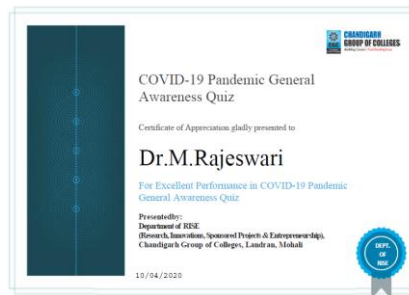 CHANDIGARH
GROUP OF COLLEGES
COVID-19 Pandemic General
Awareness Quiz
Certificate of Appreciation gladly presented to
Dr.M.Rajeswari
For Excellent Performance in COVID-19 Pandemic
General Awareness Quiz
Presentedby:
Department of RISE
(Research, Innovations, Sponsored Projects & Entrepreneurship),
Chandigarh Group of Colleges, Landran, Mohali
10/04/2020
DEPT.
OF
RISE